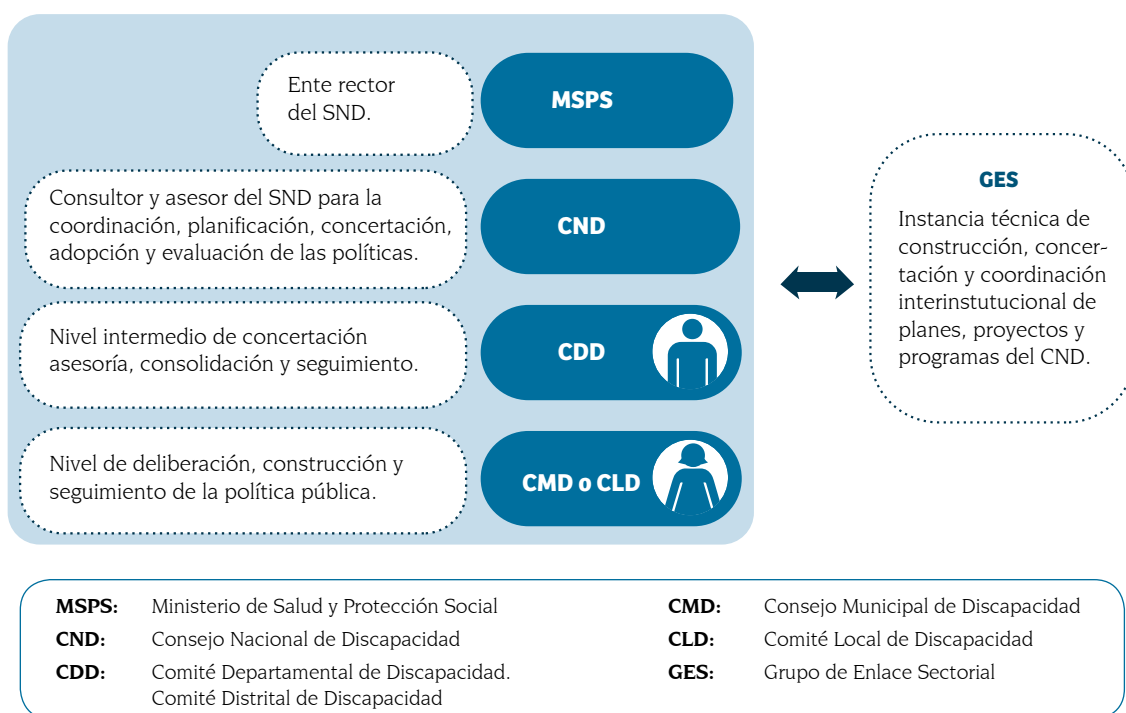 Ente rector
del SND.
MSPS
Consultor y asesor del SND para la
coordinación, planificación, concertación,
adopción y evaluación de las políticas.
CND
Nivel intermedio de concertación
asesoría, consolidación y seguimiento.
CDD
Nivel de deliberación, construcción y
seguimiento de la política pública.
CMD o CLD
GES
Instancia técnica de
construcción, concer-
tación y coordinación
interinstutucional de
planes, proyectos y
programas del CND.
MSPS: Ministerio de Salud y Protección Social
CND: Consejo Nacional de Discapacidad
CDD: Comité Departamental de Discapacidad.
Comité Distrital de Discapacidad
CMD: Consejo Municipal de Discapacidad
CLD: Comité Local de Discapacidad
GES: Grupo de Enlace Sectorial